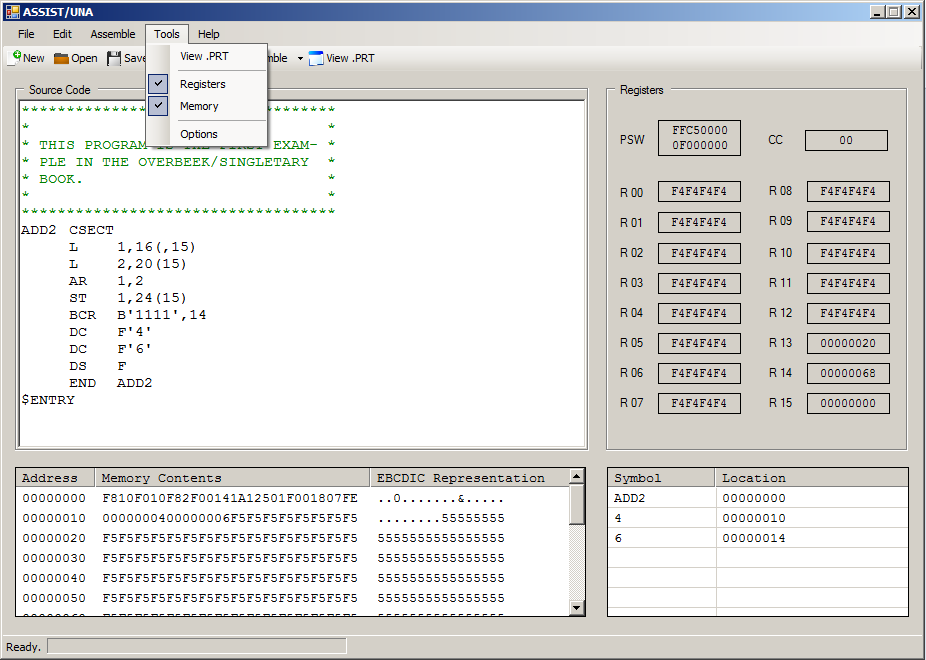 ASSIST/UNA
File Edit Assemble Tools Help
New Open Save mble View .PRT
View .PRT
Registers
Memory
Options
Source Code
**********************************
* *
* THIS PROGRAM IS THE FIRST EXAM- *
* PLE IN THE OVERBEEK/SINGLETARY *
* BOOK. *
* *
**********************************
ADD2 CSECT
L 1,16(,15)
L 2,20(15)
AR 1,2
ST 1,24(15)
BCR B'1111',14
DC F'4'
DC F'6'
DS F
END ADD2
$ENTRY
Registers
PSW FFC50000 0F000000 CC 00
R 00 F4F4F4F4 R 08 F4F4F4F4
R 01 F4F4F4F4 R 09 F4F4F4F4
R 02 F4F4F4F4 R 10 F4F4F4F4
R 03 F4F4F4F4 R 11 F4F4F4F4
R 04 F4F4F4F4 R 12 F4F4F4F4
R 05 F4F4F4F4 R 13 00000020
R 06 F4F4F4F4 R 14 00000068
R 07 F4F4F4F4 R 15 00000000
Address Memory Contents EBCDIC Representation
00000000 F810F010F82F00141A12501F001807FE ..0.......&.....
00000010 0000000400000006F5F5F5F5F5F5F5F5 ........55555555
00000020 F5F5F5F5F5F5F5F5F5F5F5F5F5F5F5F5 5555555555555555
00000030 F5F5F5F5F5F5F5F5F5F5F5F5F5F5F5F5 5555555555555555
00000040 F5F5F5F5F5F5F5F5F5F5F5F5F5F5F5F5 5555555555555555
00000050 F5F5F5F5F5F5F5F5F5F5F5F5F5F5F5F5 5555555555555555
Symbol Location
ADD2 00000000
4 00000010
6 00000014
Ready.